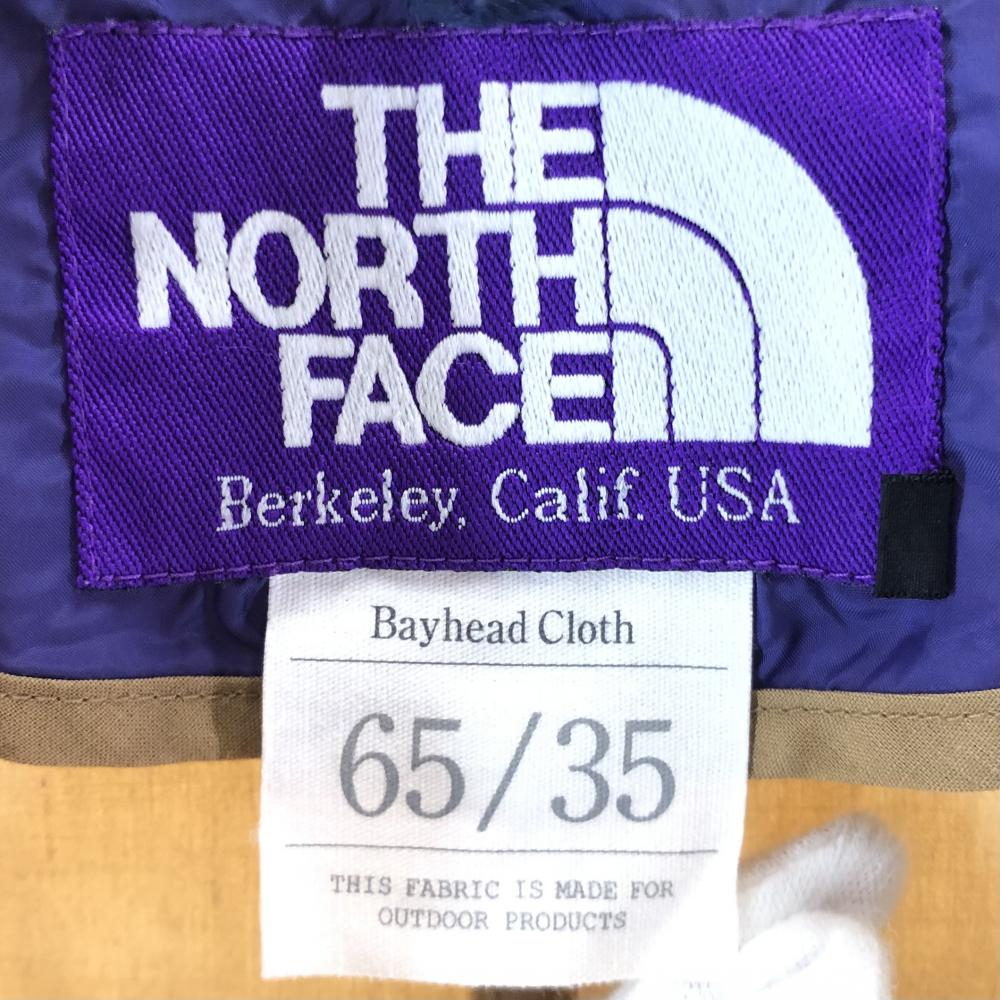 THE
NORTH
FACE
Berkeley, Calif. USA
Bayhead Cloth
65/35
THIS FABRIC IS MADE FOR
OUTDOOR PRODUCTS